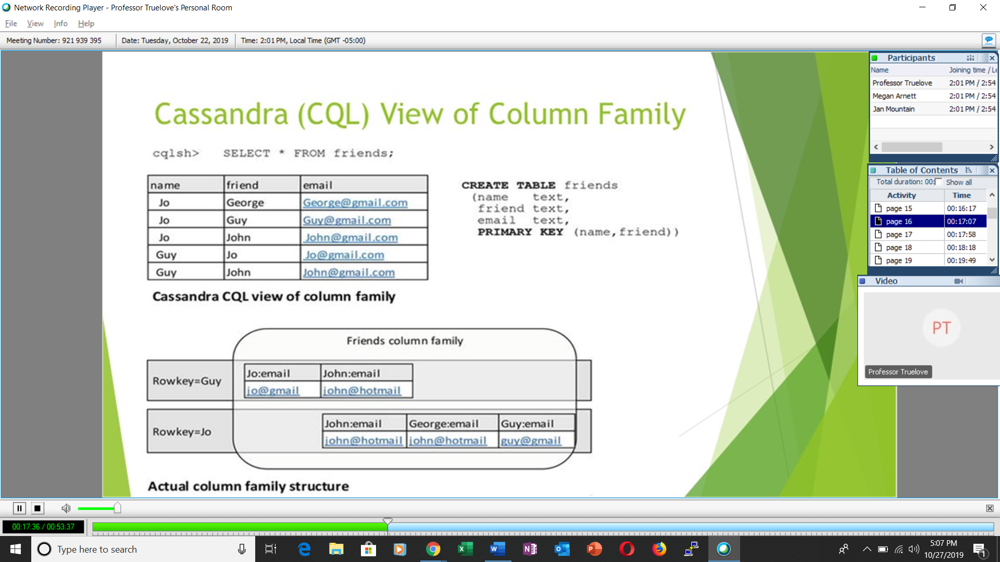 Network Recording Player - Professor Truelove's Personal Room
File View Info Help
Meeting Number: 921 939 395 Date: Tuesday, October 22, 2019 Time: 2:01 PM, Local Time (GMT -05:00)
Cassandra (CQL) View of Column Family
cqlsh> SELECT * FROM friends;
name friend email
Jo George George@gmail.com
Jo Guy Guy@gmail.com
Jo John John@gmail.com
Guy Jo Jo@gmail.com
Guy John John@gmail.com
Cassandra CQL view of column family
CREATE TABLE friends
(name text,
friend text,
email text,
PRIMARY KEY (name,friend))
Friends column family
Rowkey=Guy
Jo:email John:email
jo@gmail john@hotmail
Rowkey=Jo
John:email George:email Guy:email
john@hotmail john@hotmail guy@gmail
Actual column family structure
Participants
Name Joining time / Le
Professor Truelove 2:01 PM / 2:54
Megan Arnett 2:01 PM / 2:54
Jan Mountain 2:01 PM / 2:54
Table of Contents
Total duration: 00: Show all
Activity Time
page 15 00:16:17
page 16 00:17:07
page 17 00:17:58
page 18 00:18:18
page 19 00:19:49
Video
PT
Professor Truelove
00:17:36 / 00:53:37
Type here to search
5:07 PM
10/27/2019
1